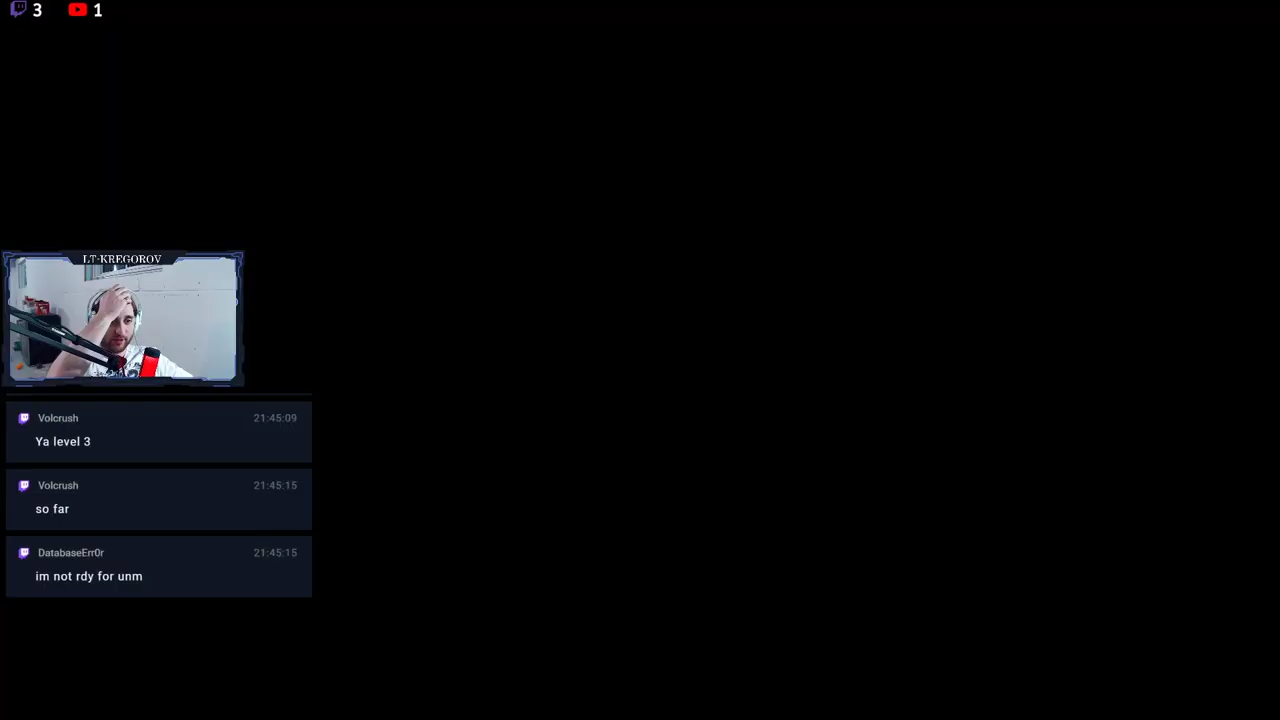 3 1
LT-KREGOROV
Volcrush 21:45:09
Ya level 3
Volcrush 21:45:15
so far
DatabaseErr0r 21:45:15
im not rdy for unm